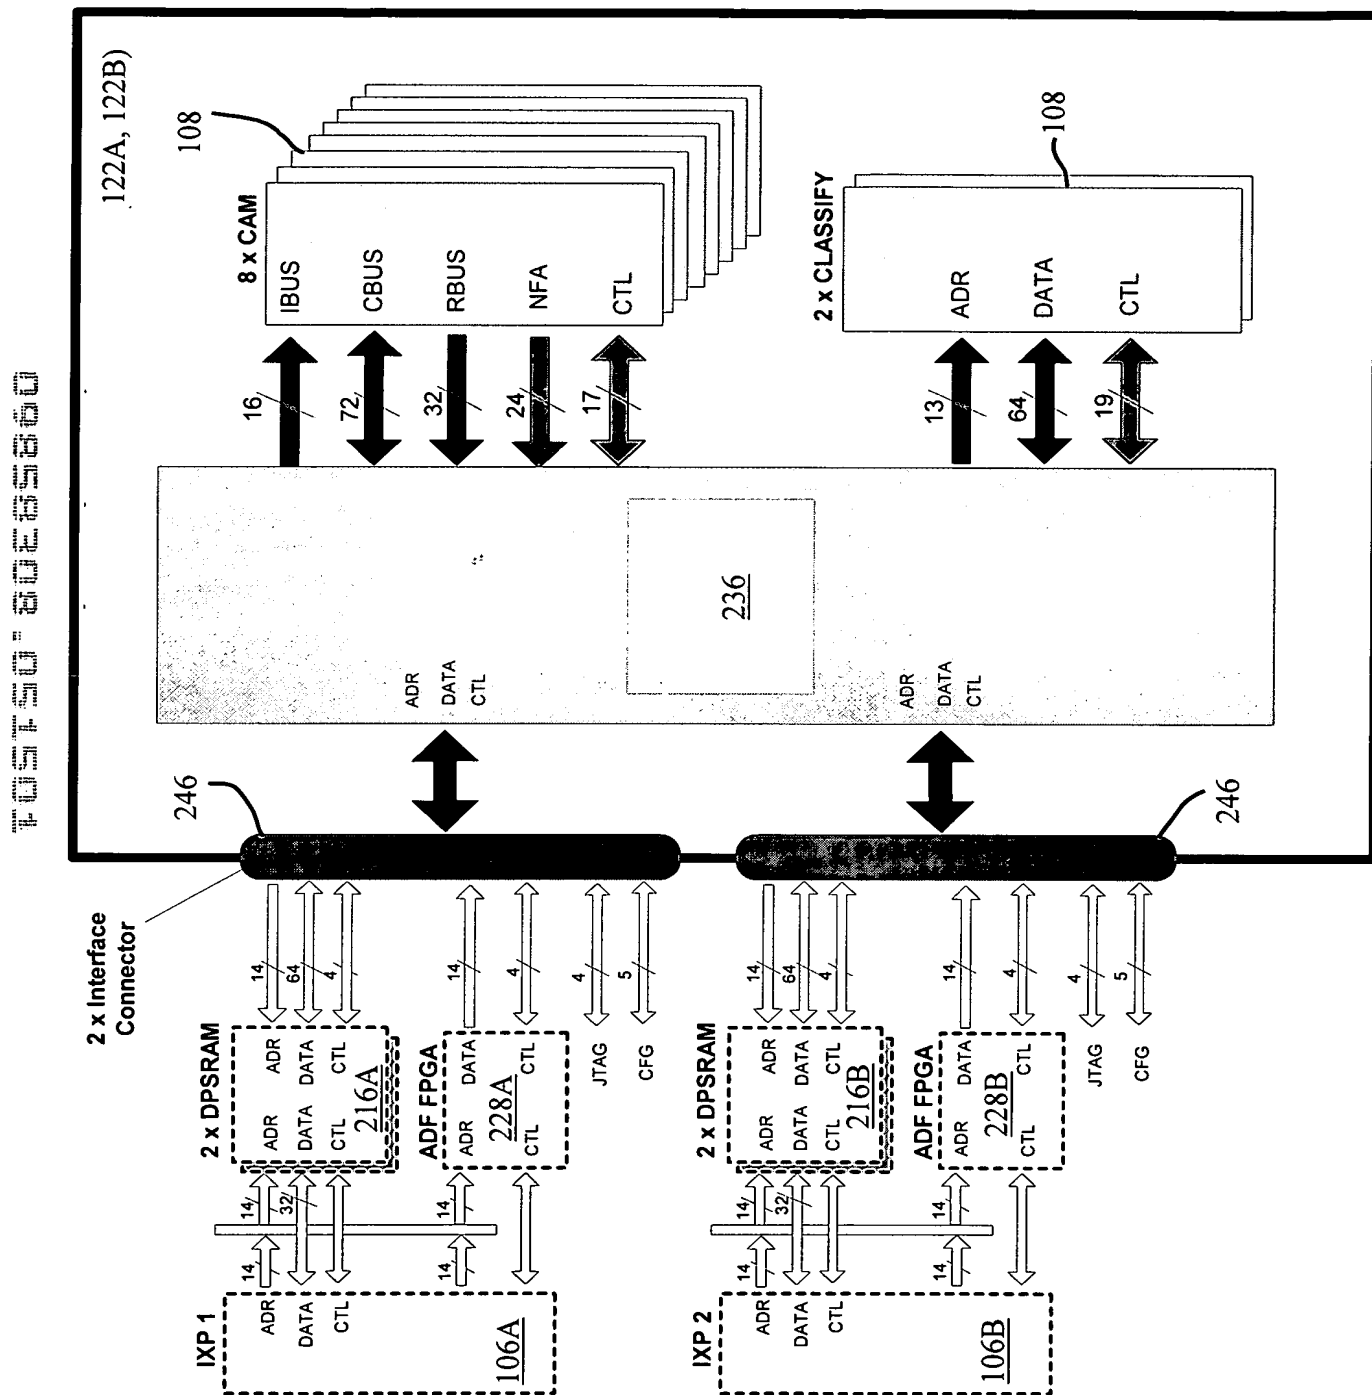 09858308.051501
122A, 122B)
108
8 x CAM
IBUS
CBUS
RBUS
NFA
CTL
16
72
32
24
17
108
2 x CLASSIFY
ADR
DATA
CTL
13
64
19
236
ADR
DATA
CTL
ADR
DATA
CTL
246
246
2 x Interface
Connector
14
64
4
14
4
4
5
14
64
4
14
4
4
5
2 x DPSRAM
ADR
DATA
CTL
ADR
DATA
CTL
216A
ADF FPGA
DATA
CTL
ADR
CTL
228A
JTAG
CFG
2 x DPSRAM
ADR
DATA
CTL
ADR
DATA
CTL
216B
ADF FPGA
DATA
CTL
ADR
CTL
228B
JTAG
CFG
14
32
14
14
14
14
32
14
14
14
IXP 1
ADR
DATA
CTL
106A
IXP 2
ADR
DATA
CTL
106B